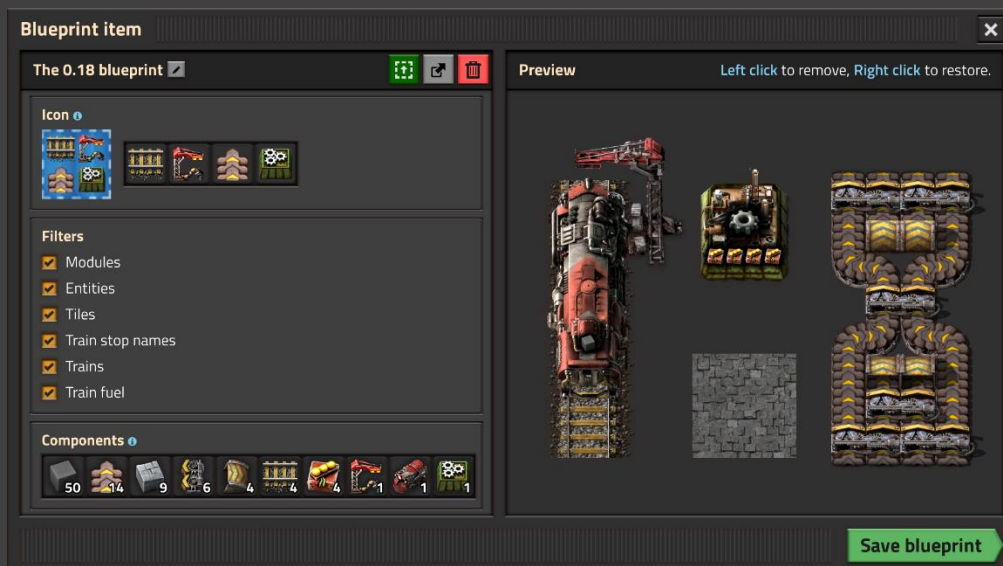 Blueprint item
The 0.18 blueprint
Preview
Left click to remove, Right click to restore.
Icon
Filters
Modules
Entities
Tiles
Train stop names
Trains
Train fuel
Components
50 14 9 6 4 4 4 1 1 1
Save blueprint